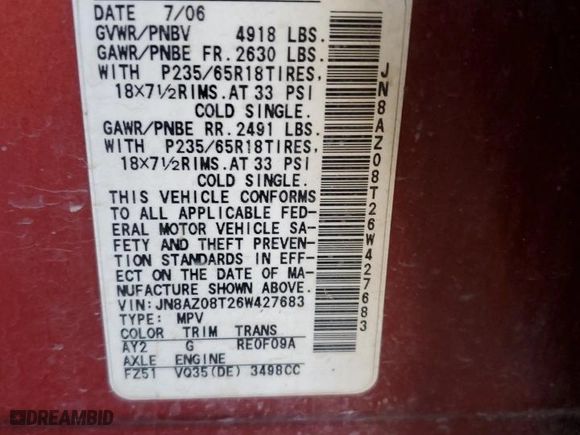 DATE 7/06
GVWR/PNBV 4918 LBS.
GAWR/PNBE FR. 2630 LBS.
WITH P235/65R18TIRES,
18X7½RIMS. AT 33 PSI
COLD SINGLE.
GAWR/PNBE RR. 2491 LBS.
WITH P235/65R18TIRES,
18X7½RIMS. AT 33 PSI
COLD SINGLE.
THIS VEHICLE CONFORMS
TO ALL APPLICABLE FED-
ERAL MOTOR VEHICLE SA-
FETY AND THEFT PREVEN-
TION STANDARDS IN EFF-
ECT ON THE DATE OF MA-
NUFACTURE SHOWN ABOVE.
VIN: JN8AZ08T26W427683
TYPE: MPV
COLOR TRIM TRANS
AY2 G RE0F09A
AXLE ENGINE
FZ51 VQ35(DE) 3498CC
JN8AZ08T26W427683
DREAMBID